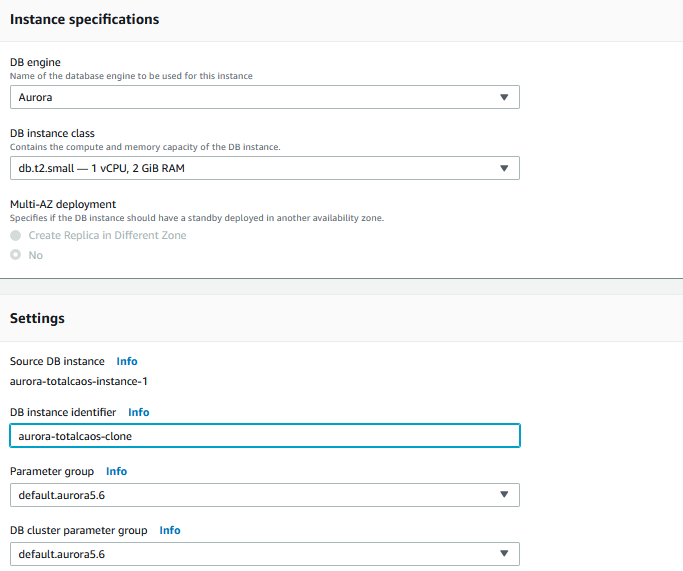 Instance specifications
DB engine
Name of the database engine to be used for this instance
Aurora
DB instance class
Contains the compute and memory capacity of the DB instance.
db.t2.small — 1 vCPU, 2 GiB RAM
Multi-AZ deployment
Specifies if the DB instance should have a standby deployed in another availability zone.
Create Replica in Different Zone
No
Settings
Source DB instance Info
aurora-totalcaos-instance-1
DB instance identifier Info
aurora-totalcaos-clone
Parameter group Info
default.aurora5.6
DB cluster parameter group Info
default.aurora5.6